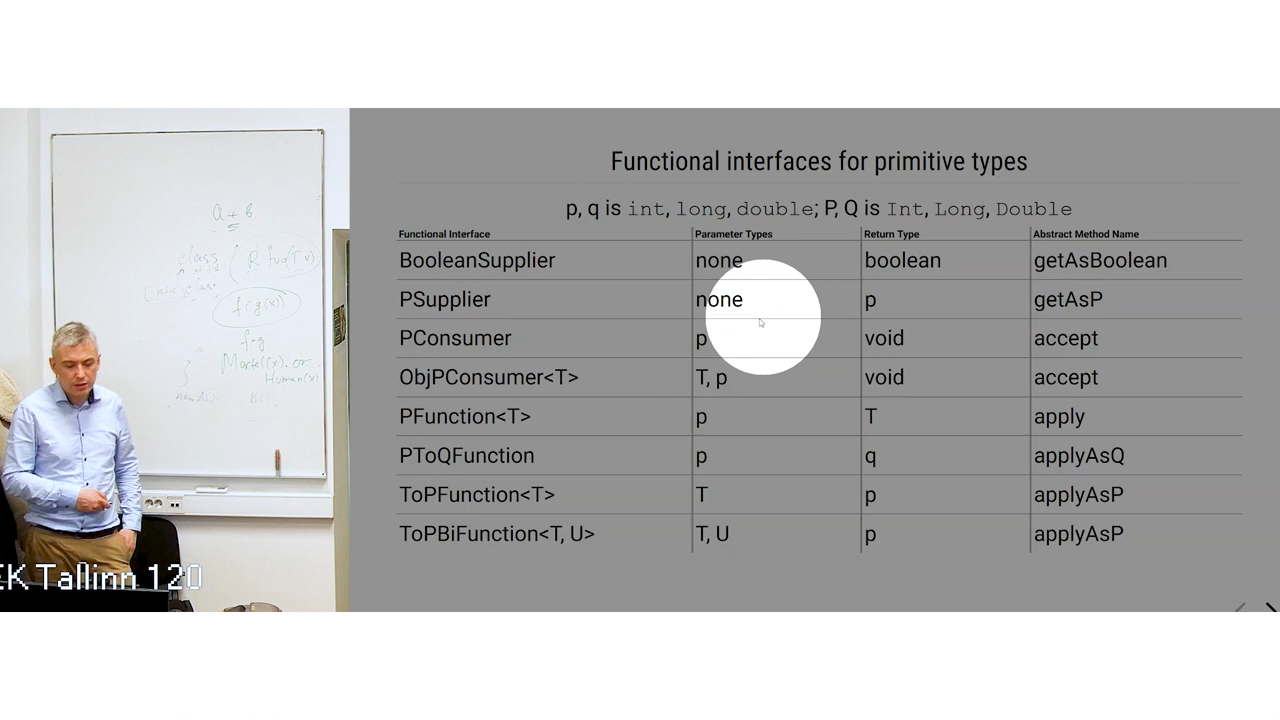 a + b
class
R
f(g(x))
f g
EK Tallinn 120
Functional interfaces for primitive types
p, q is int, long, double; P, Q is Int, Long, Double
Functional Interface Parameter Types Return Type Abstract Method Name
BooleanSupplier none boolean getAsBoolean
PSupplier none p getAsP
PConsumer p void accept
ObjPConsumer<T> T, p void accept
PFunction<T> p T apply
PToQFunction p q applyAsQ
ToPFunction<T> T p applyAsP
ToPBiFunction<T, U> T, U p applyAsP